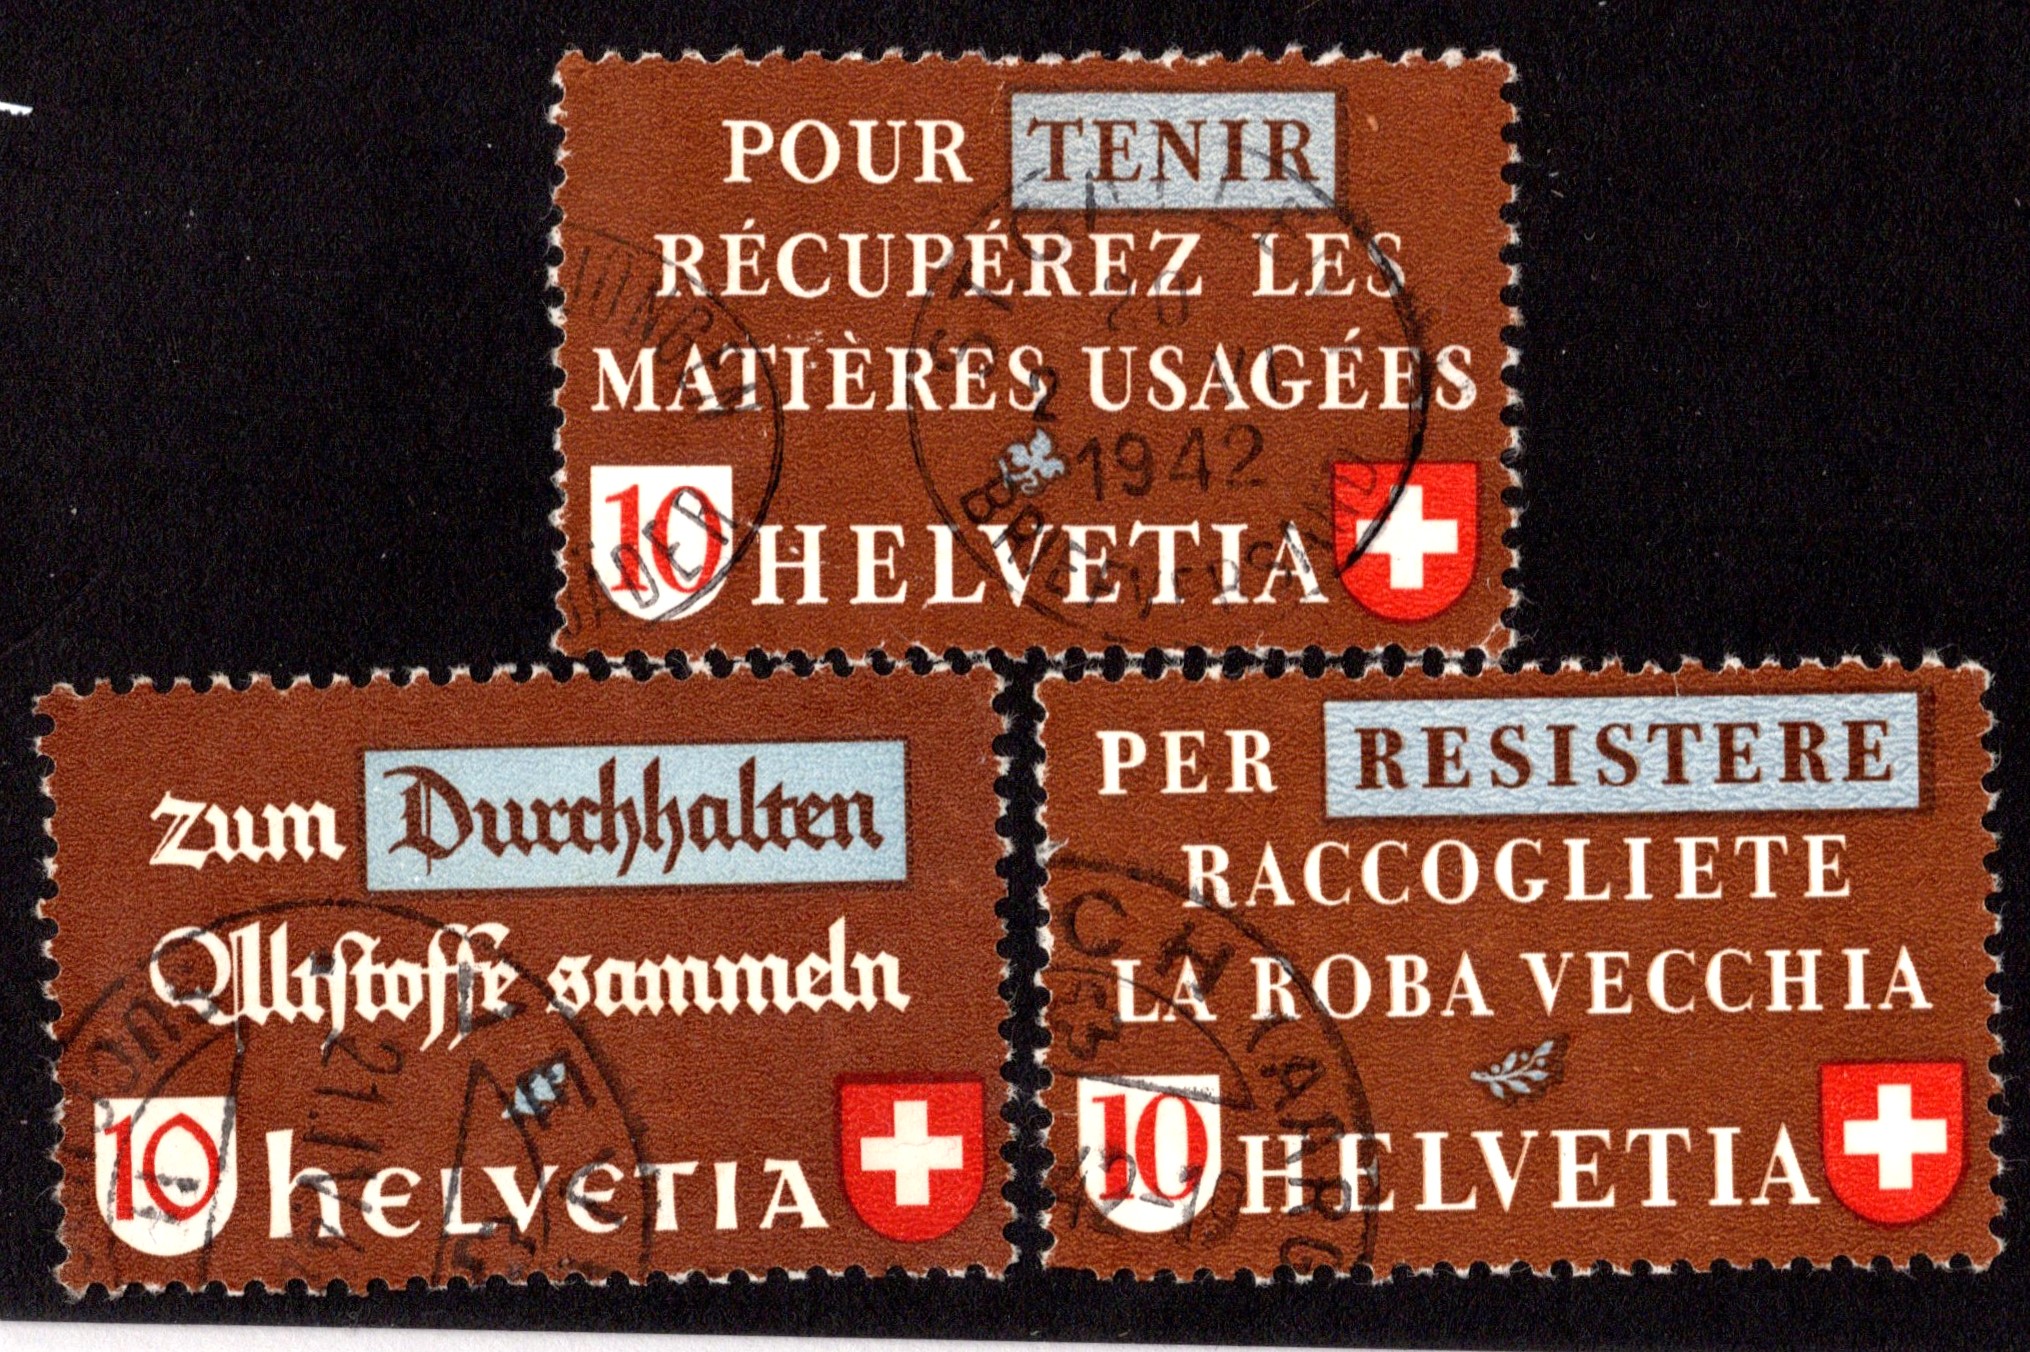 POUR TENIR
RÉCUPÉREZ LES
MATIÈRES USAGÉES
10 HELVETIA
2
1942
zum Durchhalten
Altstoffe sammeln
10 HELVETIA
PER RESISTERE
RACCOGLIETE
LA ROBA VECCHIA
10 HELVETIA